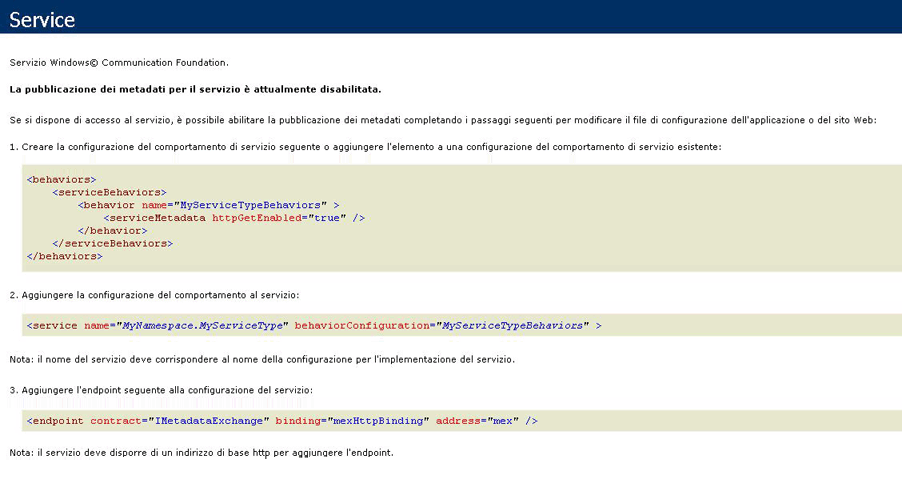 Service
Servizio Windows© Communication Foundation.
La pubblicazione dei metadati per il servizio è attualmente disabilitata.
Se si dispone di accesso al servizio, è possibile abilitare la pubblicazione dei metadati completando i passaggi seguenti per modificare il file di configurazione dell'applicazione o del sito Web:
1. Creare la configurazione del comportamento di servizio seguente o aggiungere l'elemento a una configurazione del comportamento di servizio esistente:
<behaviors>
    <serviceBehaviors>
        <behavior name="MyServiceTypeBehaviors" >
            <serviceMetadata httpGetEnabled="true" />
        </behavior>
    </serviceBehaviors>
</behaviors>
2. Aggiungere la configurazione del comportamento al servizio:
<service name="MyNamespace.MyServiceType" behaviorConfiguration="MyServiceTypeBehaviors" >
Nota: il nome del servizio deve corrispondere al nome della configurazione per l'implementazione del servizio.
3. Aggiungere l'endpoint seguente alla configurazione del servizio:
<endpoint contract="IMetadataExchange" binding="mexHttpBinding" address="mex" />
Nota: il servizio deve disporre di un indirizzo di base http per aggiungere l'endpoint.